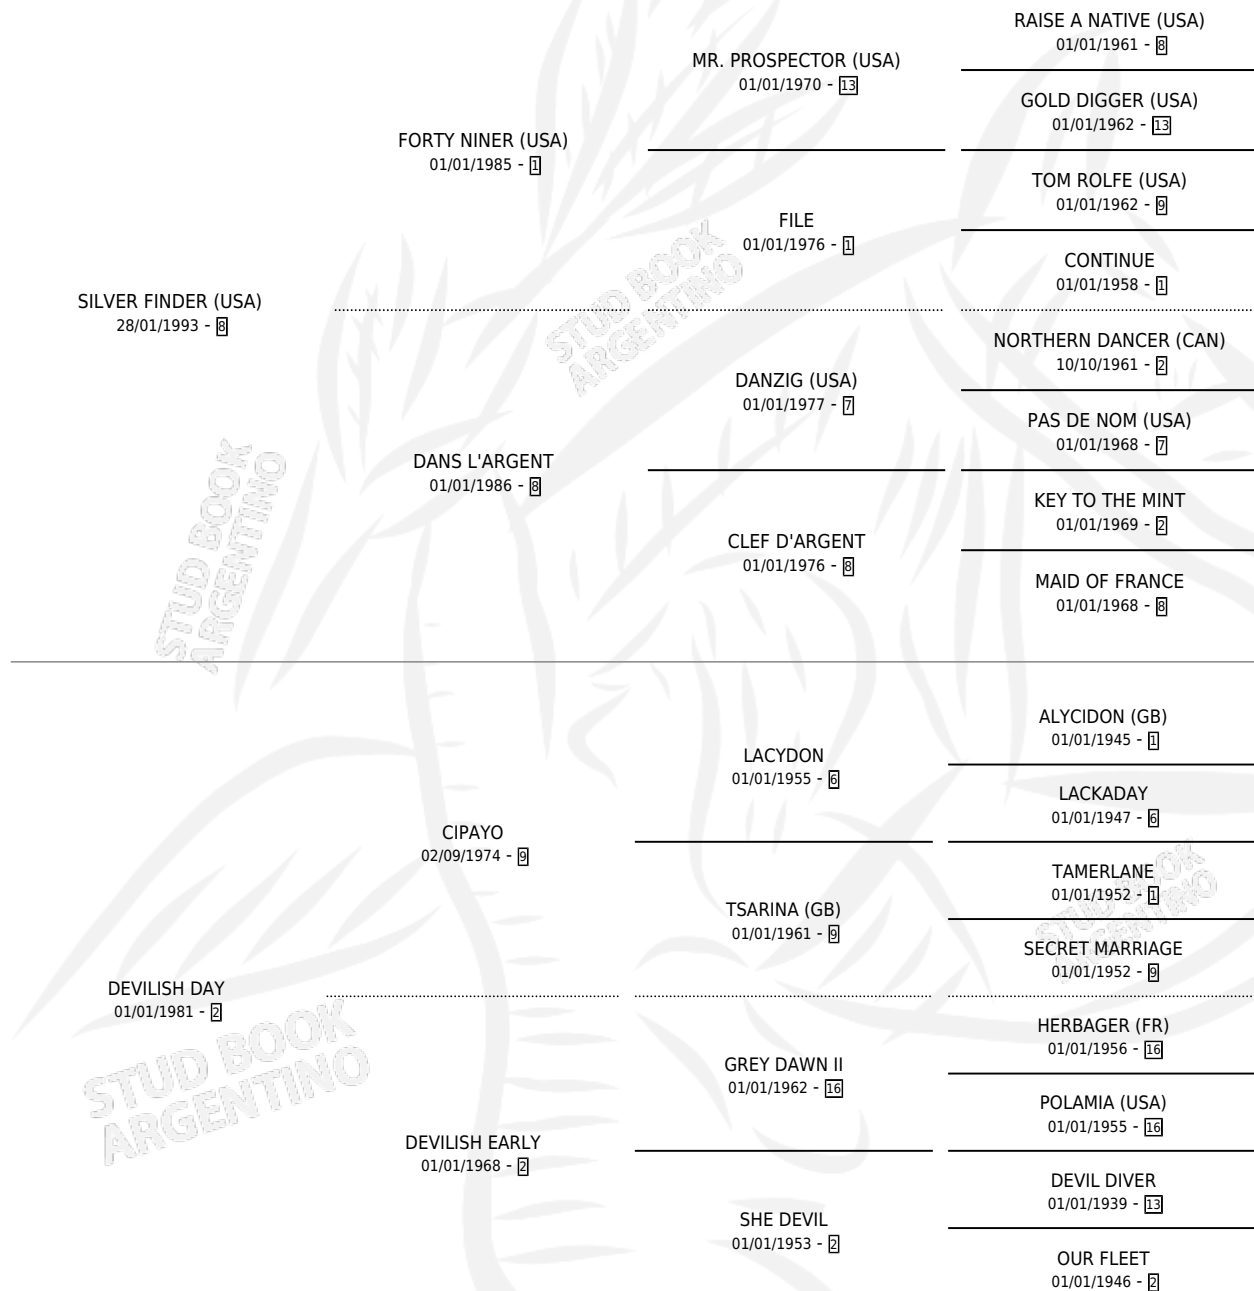 RAISE A NATIVE (USA)
01/01/1961 - 8
MR. PROSPECTOR (USA)
01/01/1970 - 13
GOLD DIGGER (USA)
01/01/1962 - 13
FORTY NINER (USA)
01/01/1985 - 1
TOM ROLFE (USA)
01/01/1962 - 9
FILE
01/01/1976 - 1
CONTINUE
01/01/1958 - 1
SILVER FINDER (USA)
28/01/1993 - 8
NORTHERN DANCER (CAN)
10/10/1961 - 2
DANZIG (USA)
01/01/1977 - 7
PAS DE NOM (USA)
01/01/1968 - 7
DANS L'ARGENT
01/01/1986 - 8
KEY TO THE MINT
01/01/1969 - 2
CLEF D'ARGENT
01/01/1976 - 8
MAID OF FRANCE
01/01/1968 - 8
ALYCIDON (GB)
01/01/1945 - 1
LACYDON
01/01/1955 - 6
LACKADAY
01/01/1947 - 6
CIPAYO
02/09/1974 - 9
TAMERLANE
01/01/1952 - 1
TSARINA (GB)
01/01/1961 - 9
SECRET MARRIAGE
01/01/1952 - 9
DEVILISH DAY
01/01/1981 - 2
HERBAGER (FR)
01/01/1956 - 16
GREY DAWN II
01/01/1962 - 16
POLAMIA (USA)
01/01/1955 - 16
DEVILISH EARLY
01/01/1968 - 2
DEVIL DIVER
01/01/1939 - 13
SHE DEVIL
01/01/1953 - 2
OUR FLEET
01/01/1946 - 2
STUD BOOK
ARGENTINO
STUD BOOK
ARGENTINO
STUD BOOK
ARGENTINO
STUD BOOK
ARGENTINO